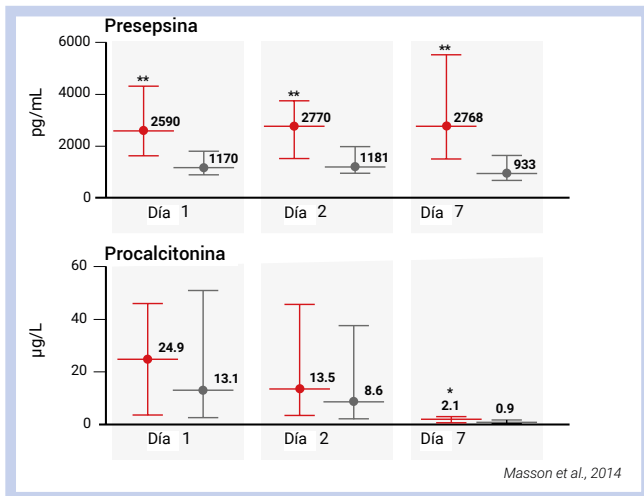 Presepsina
6000
4000
2000
0
pg/mL
**
2590
1170
**
2770
1181
**
2768
933
Día 1
Día 2
Día 7
Procalcitonina
60
40
20
0
µg/L
24.9
13.1
13.5
8.6
*
2.1
0.9
Día 1
Día 2
Día 7
Masson et al., 2014